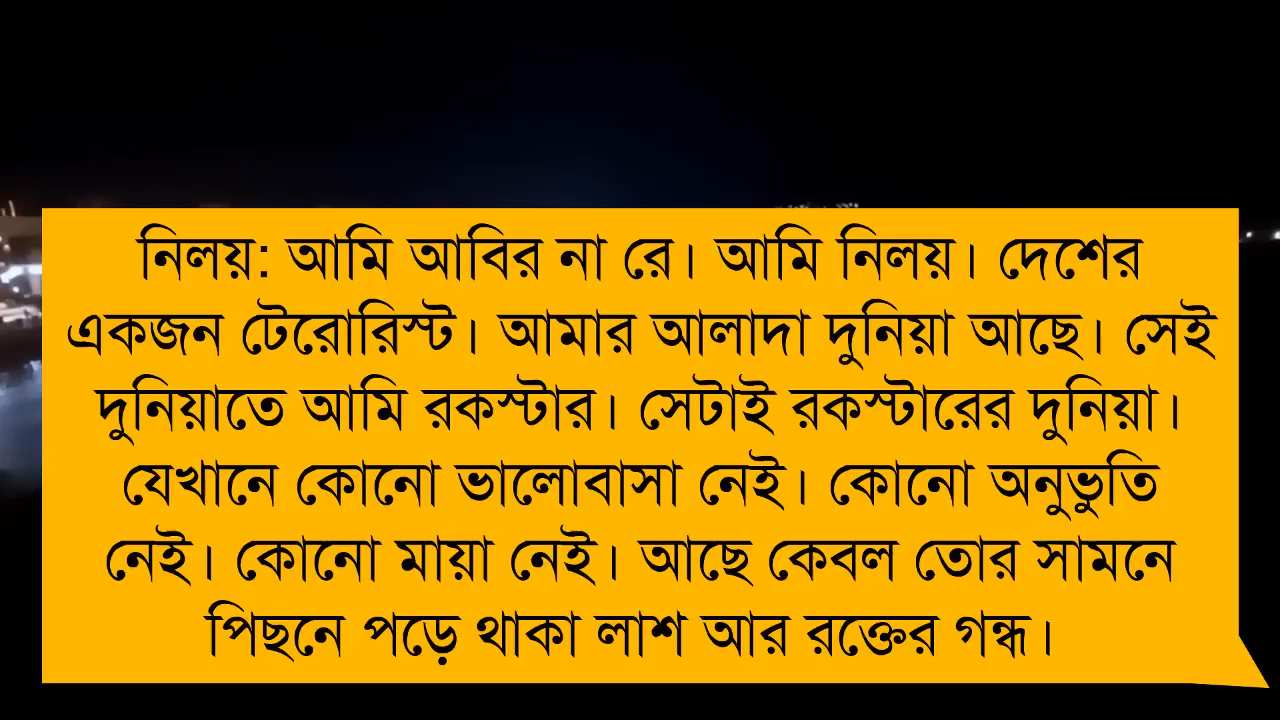 নিলয়: আমি আবির না রে। আমি নিলয়। দেশের
একজন টেরোরিস্ট। আমার আলাদা দুনিয়া আছে। সেই
দুনিয়াতে আমি রকস্টার। সেটাই রকস্টারের দুনিয়া।
যেখানে কোনো ভালোবাসা নেই। কোনো অনুভুতি
নেই। কোনো মায়া নেই। আছে কেবল তোর সামনে
পিছনে পড়ে থাকা লাশ আর রক্তের গন্ধ।